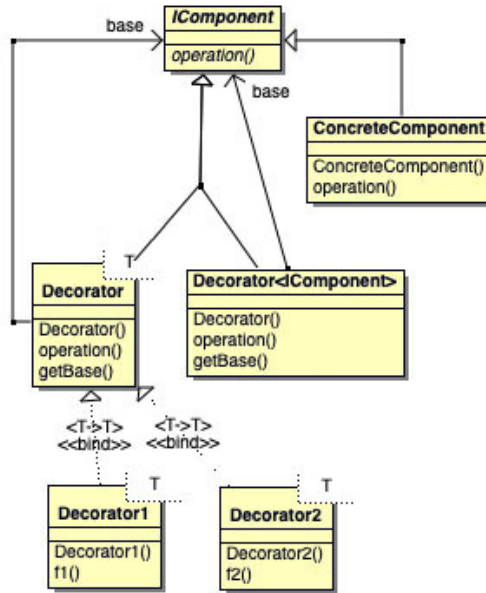 IComponent
operation()
base
base
ConcreteComponent
ConcreteComponent()
operation()
T
Decorator
Decorator()
operation()
getBase()
Decorator<IComponent>
Decorator()
operation()
getBase()
<T->T>
<<bind>>
<T->T>
<<bind>>
T
Decorator1
Decorator1()
f1()
T
Decorator2
Decorator2()
f2()